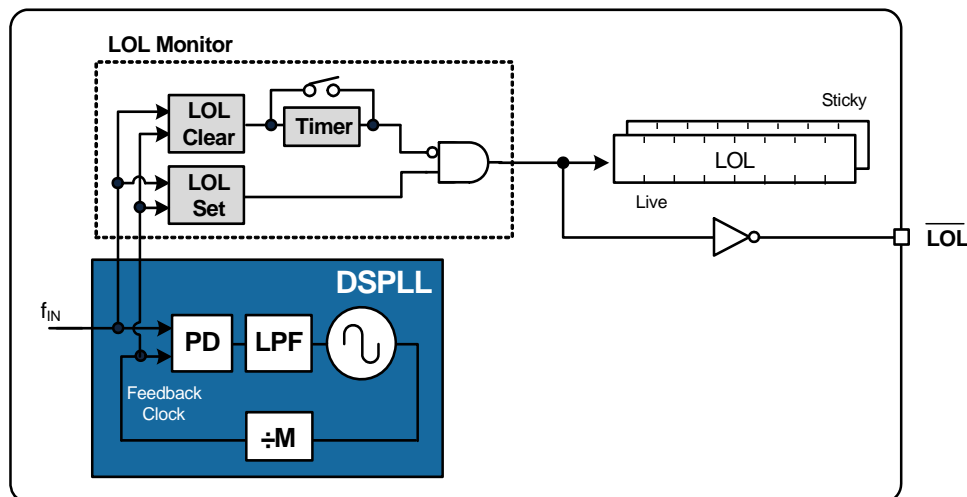 LOL Monitor
LOL
Clear
Timer
LOL
Set
Sticky
LOL
Live
LOL
DSPLL
fIN
PD
LPF
Feedback
Clock
÷M